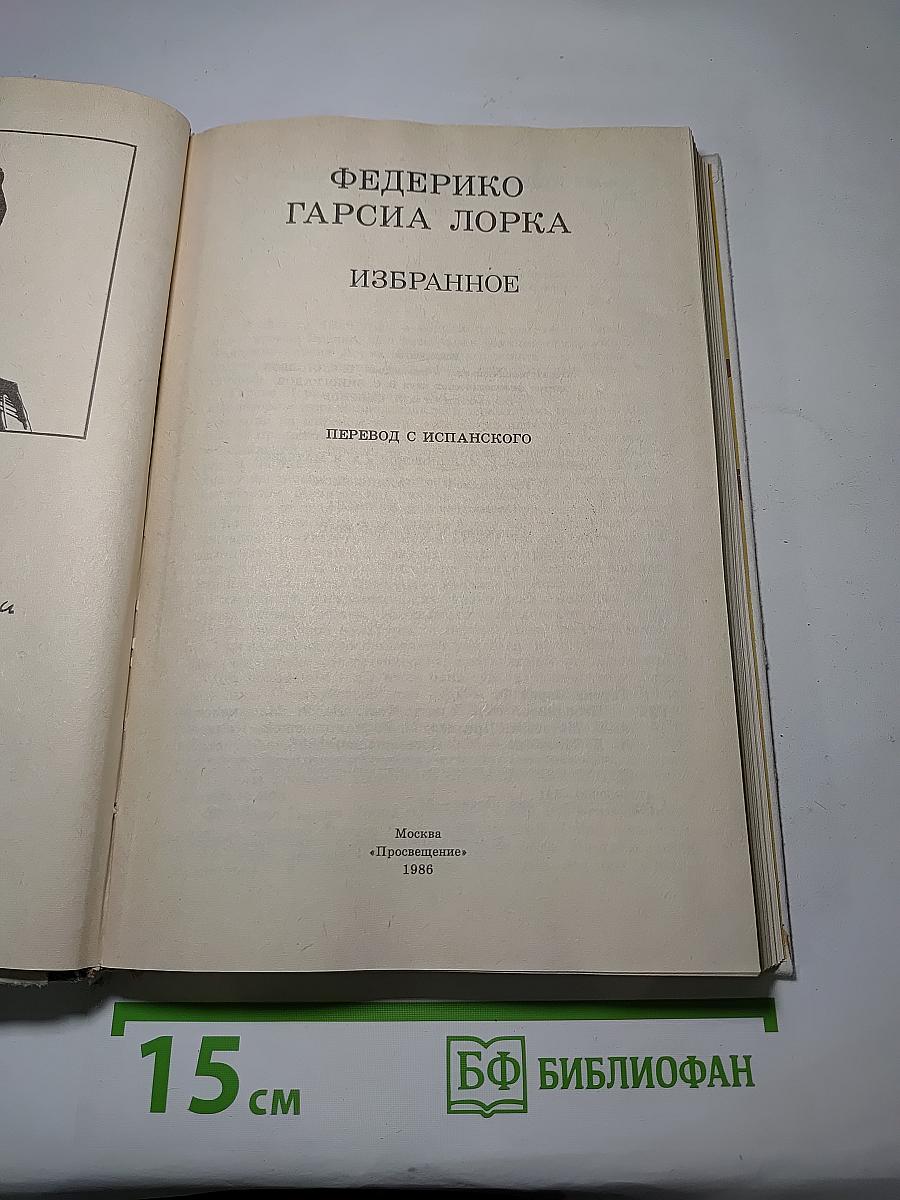 ФЕДЕРИКО
ГАРСИА ЛОРКА
ИЗБРАННОЕ
ПЕРЕВОД С ИСПАНСКОГО
Москва
«Просвещение»
1986
15 см
БФ БИБЛИОФАН